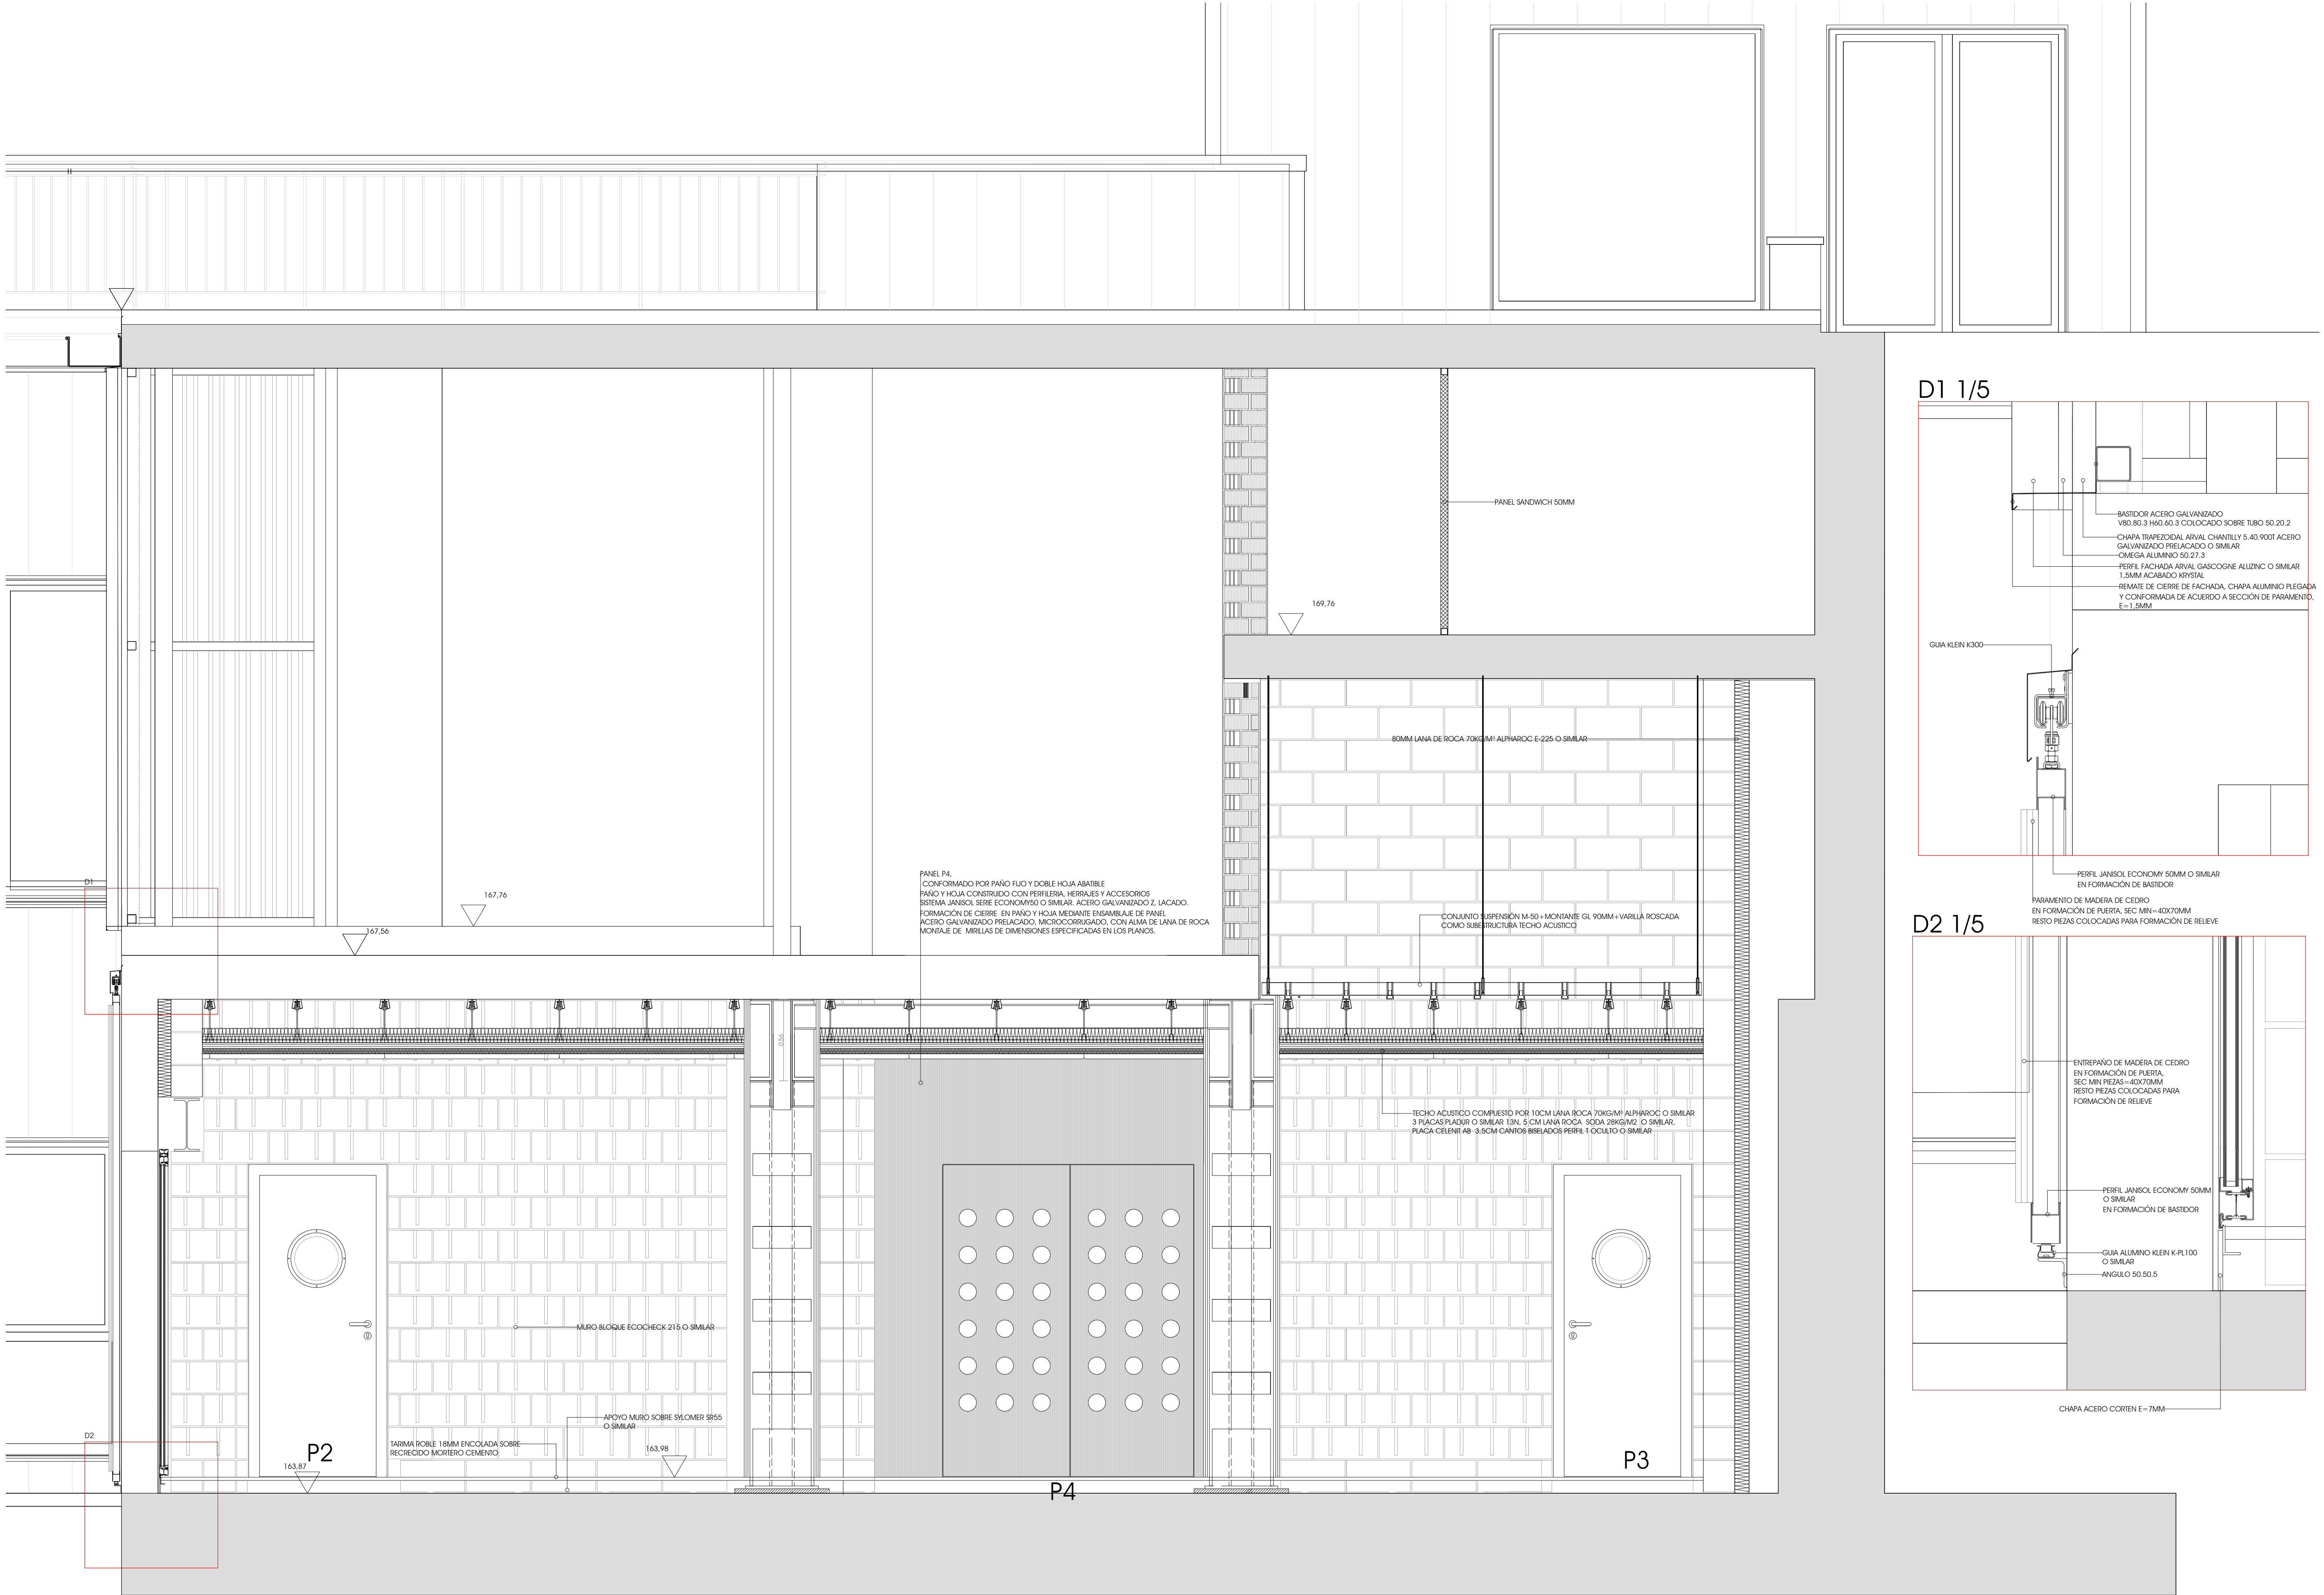 D1 1/5
BASTIDOR ACERO GALVANIZADO
V80.80.3 H60.60.3 COLOCADO SOBRE TUBO 50.20.2
CHAPA TRAPEZOIDAL ARVAL CHANTILLY 5.40.900T ACERO
GALVANIZADO PRELACADO O SIMILAR
OMEGA ALUMINIO 50.27.3
PERFIL FACHADA ARVAL GASCOGNE ALUZINC O SIMILAR
1,5MM ACABADO KRYSTAL
REMATE DE CIERRE DE FACHADA, CHAPA ALUMINIO PLEGADA
Y CONFORMADA DE ACUERDO A SECCIÓN DE PARAMENTO,
E=1,5MM
GUIA KLEIN K300
PERFIL JANISOL ECONOMY 50MM O SIMILAR
EN FORMACIÓN DE BASTIDOR
PARAMENTO DE MADERA DE CEDRO
EN FORMACIÓN DE PUERTA, SEC MIN=40X70MM
RESTO PIEZAS COLOCADAS PARA FORMACIÓN DE RELIEVE
D2 1/5
ENTREPAÑO DE MADERA DE CEDRO
EN FORMACIÓN DE PUERTA,
SEC MIN PIEZAS=40X70MM
RESTO PIEZAS COLOCADAS PARA
FORMACIÓN DE RELIEVE
PERFIL JANISOL ECONOMY 50MM
O SIMILAR
EN FORMACIÓN DE BASTIDOR
GUIA ALUMINO KLEIN K-PL100
O SIMILAR
ANGULO 50.50.5
CHAPA ACERO CORTEN E=7MM
PANEL SANDWICH 50MM
169,76
80MM LANA DE ROCA 70KG/M³ ALPHAROC E-225 O SIMILAR
D1
167,76
167,56
PANEL P4,
CONFORMADO POR PAÑO FIJO Y DOBLE HOJA ABATIBLE
PAÑO Y HOJA CONSTRUIDO CON PERFILERIA, HERRAJES Y ACCESORIOS
SISTEMA JANISOL SERIE ECONOMY50 O SIMILAR. ACERO GALVANIZADO Z, LACADO.
FORMACIÓN DE CIERRE EN PAÑO Y HOJA MEDIANTE ENSAMBLAJE DE PANEL
ACERO GALVANIZADO PRELACADO, MICROCORRUGADO, CON ALMA DE LANA DE ROCA
MONTAJE DE MIRILLAS DE DIMENSIONES ESPECIFICADAS EN LOS PLANOS.
CONJUNTO SUSPENSIÓN M-50+MONTANTE GL 90MM+VARILLA ROSCADA
COMO SUBESTRUCTURA TECHO ACUSTICO
0,56
TECHO ACUSTICO COMPUESTO POR 10CM LANA ROCA 70KG/M³ ALPHAROC O SIMILAR
3 PLACAS PLADUR O SIMILAR 13N, 5 CM LANA ROCA SODA 28KG/M2 O SIMILAR,
PLACA CELENIT AB 3.5CM CANTOS BISELADOS PERFIL T OCULTO O SIMILAR
MURO BLOQUE ECOCHECK 215 O SIMILAR
APOYO MURO SOBRE SYLOMER SR55
O SIMILAR
TARIMA ROBLE 18MM ENCOLADA SOBRE
RECRECIDO MORTERO CEMENTO
D2
163,87
163,98
P2
P4
P3